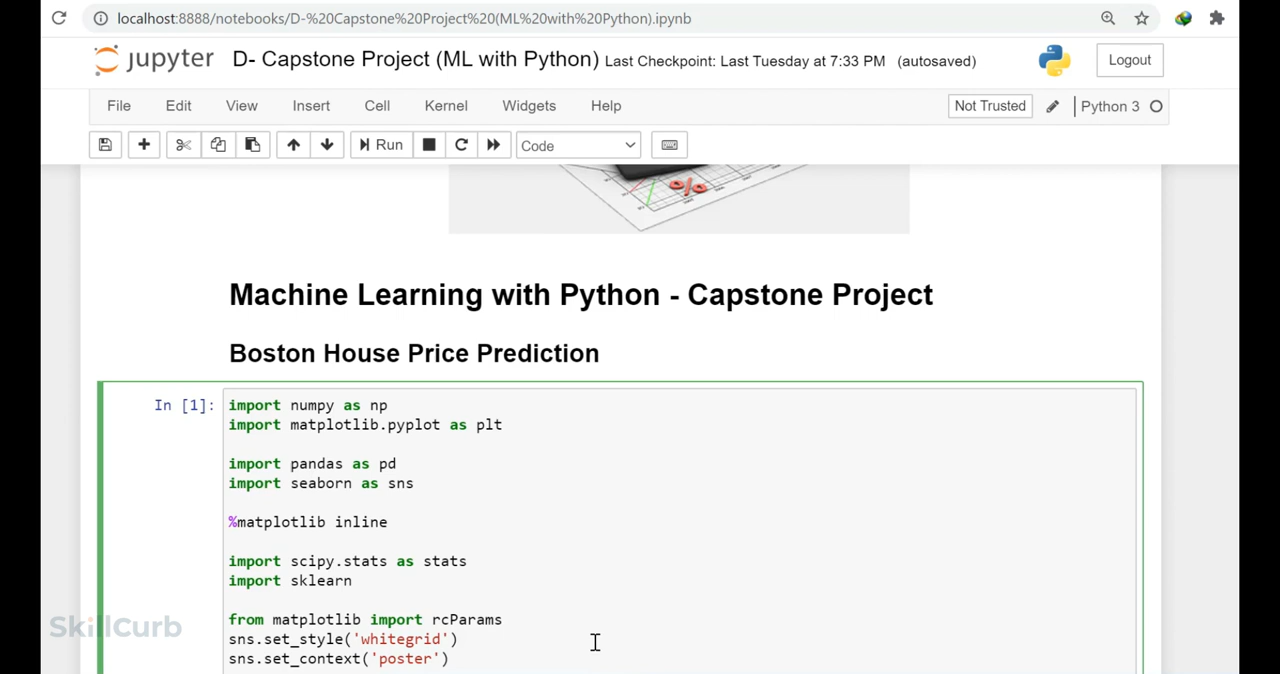 localhost:8888/notebooks/D-%20Capstone%20Project%20(ML%20with%20Python).ipynb
jupyter D- Capstone Project (ML with Python) Last Checkpoint: Last Tuesday at 7:33 PM (autosaved) Logout
File Edit View Insert Cell Kernel Widgets Help Not Trusted Python 3
Run Code
%
Machine Learning with Python - Capstone Project
Boston House Price Prediction
In [1]: import numpy as np
import matplotlib.pyplot as plt
import pandas as pd
import seaborn as sns
%matplotlib inline
import scipy.stats as stats
import sklearn
from matplotlib import rcParams
SkillCurb
sns.set_style('whitegrid')
sns.set_context('poster')